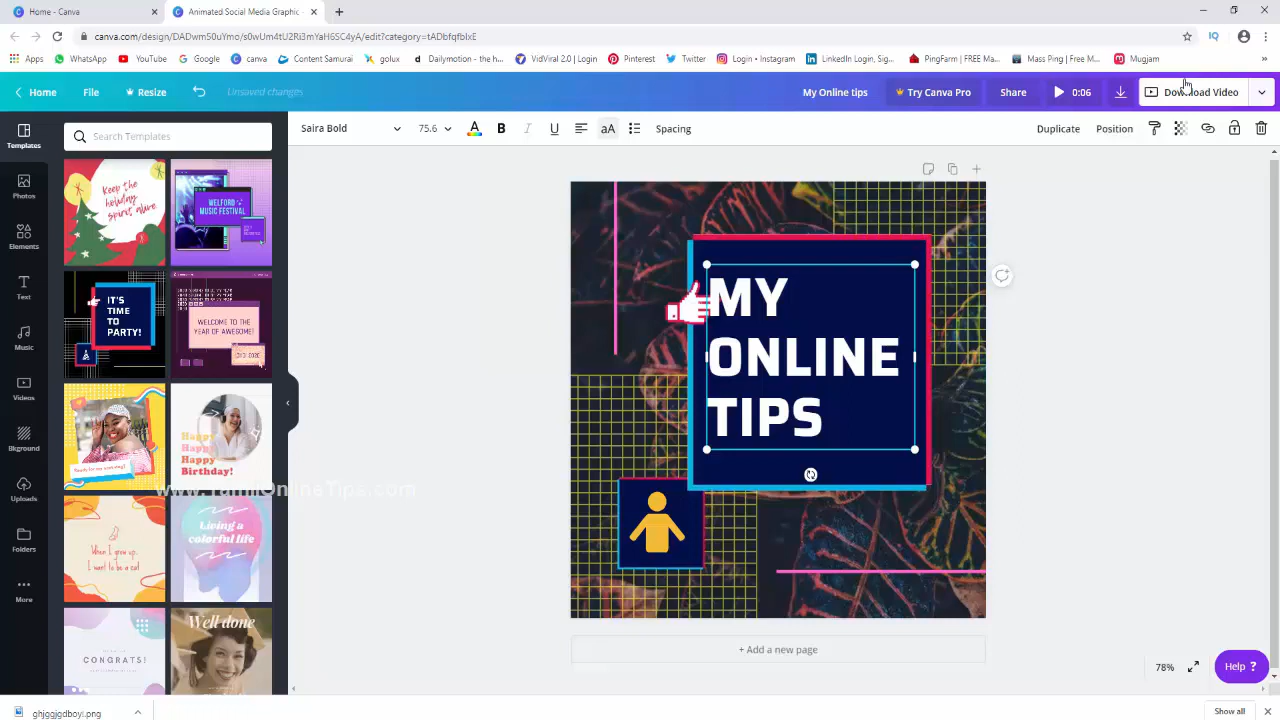 Home - Canva
Animated Social Media Graphic -
canva.com/design/DADwm50uYmo/s0wUm4tU2Ri3mYaH6SC4yA/edit?category=tADbfqfbIxE
Apps WhatsApp YouTube Google canva Content Samurai golux Dailymotion - the h... VidViral 2.0 | Login Pinterest Twitter Login • Instagram LinkedIn Login, Sig... PingFarm | FREE Ma... Mass Ping | Free M... Mugjam
Home File Resize Unsaved changes My Online tips Try Canva Pro Share 0:06 Download Video
Saira Bold 75.6 A B I U aA Spacing Duplicate Position
Templates
Photos
Elements
Text
Music
Videos
Bkground
Uploads
Folders
More
Search Templates
Keep the
holiday
spirit alive
WELFORD
MUSIC FESTIVAL
IT'S
TIME
TO
PARTY!
WELCOME TO THE
YEAR OF AWESOME!
Happy
Happy
Happy
Birthday!
When I grow up,
I want to be a cat
Living a
colorful life
CONGRATS!
Well done
www.TamilOnlineTips.com
MY
ONLINE
TIPS
+ Add a new page
78%
Help ?
ghjggjgdboyl.png
Show all